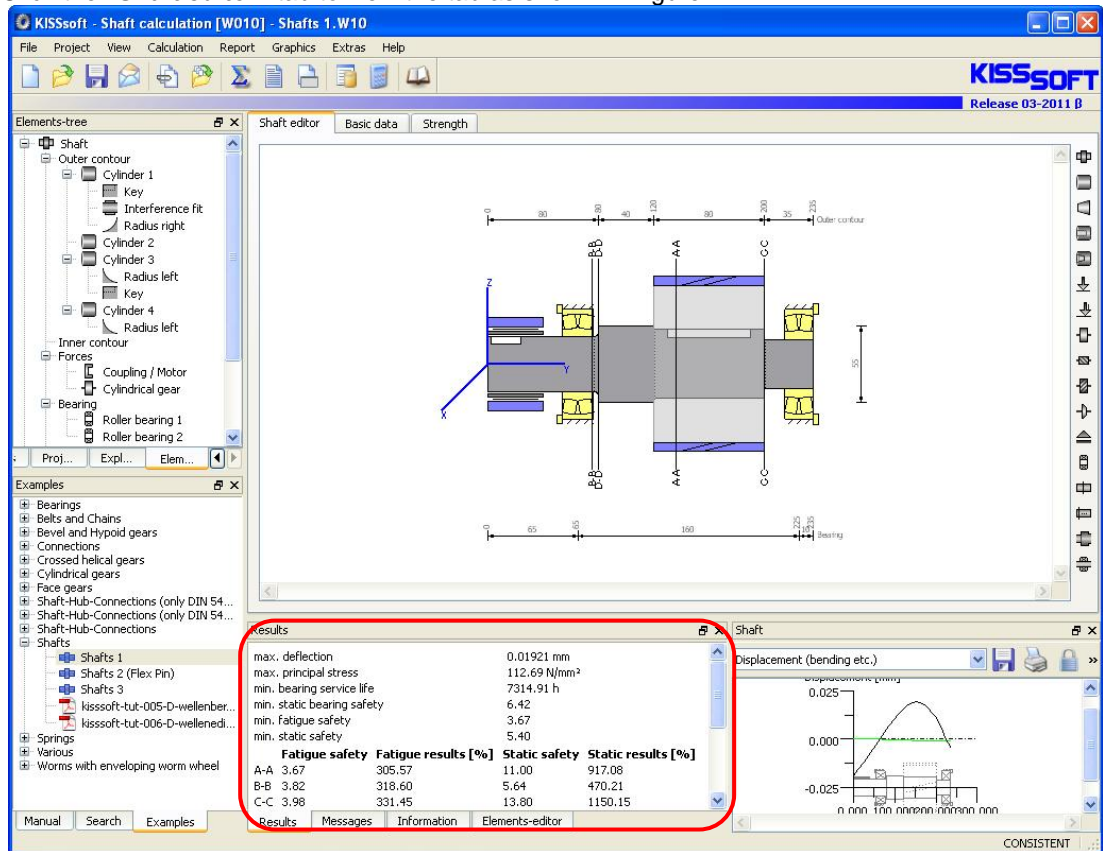 KISSsoft - Shaft calculation [W010] - Shafts 1.W10
File Project View Calculation Report Graphics Extras Help
KISSsoft
Release 03-2011 β
Elements-tree
Shaft
Outer contour
Cylinder 1
Key
Interference fit
Radius right
Cylinder 2
Cylinder 3
Radius left
Key
Cylinder 4
Radius left
Inner contour
Forces
Coupling / Motor
Cylindrical gear
Bearing
Roller bearing 1
Roller bearing 2
Proj... Expl... Elem...
Examples
Bearings
Belts and Chains
Bevel and Hypoid gears
Connections
Crossed helical gears
Cylindrical gears
Face gears
Shaft-Hub-Connections (only DIN 54...
Shaft-Hub-Connections (only DIN 54...
Shaft-Hub-Connections
Shafts
Shafts 1
Shafts 2 (Flex Pin)
Shafts 3
kisssoft-tut-005-D-wellenber...
kisssoft-tut-006-D-wellenedi...
Springs
Various
Worms with enveloping worm wheel
Manual Search Examples
Shaft editor Basic data Strength
0 80 80 40 120 80 200 35 235 Outer contour
B-B D-D A-A C-C
Z
Y
X
55
B-B D-D A-A C-C
0 65 65 160 225 235 Bearing
Results
max. deflection 0.01921 mm
max. principal stress 112.69 N/mm²
min. bearing service life 7314.91 h
min. static bearing safety 6.42
min. fatigue safety 3.67
min. static safety 5.40
Fatigue safety Fatigue results [%] Static safety Static results [%]
A-A 3.67 305.57 11.00 917.08
B-B 3.82 318.60 5.64 470.21
C-C 3.98 331.45 13.80 1150.15
Results Messages Information Elements-editor
Shaft
Displacement (bending etc.) »
0.025
0.000
-0.025
CONSISTENT